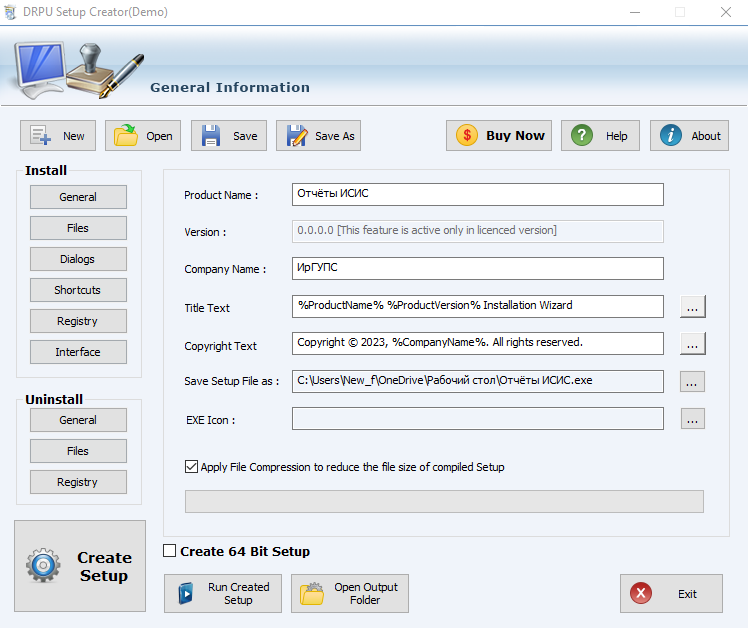 DRPU Setup Creator(Demo)
General Information
New
Open
Save
Save As
$
Buy Now
?
Help
i
About
Install
General
Files
Dialogs
Shortcuts
Registry
Interface
Uninstall
General
Files
Registry
Product Name :
Отчёты ИСИС
Version :
0.0.0.0 [This feature is active only in licenced version]
Company Name :
ИрГУПС
Title Text
%ProductName% %ProductVersion% Installation Wizard
...
Copyright Text
Copyright © 2023, %CompanyName%. All rights reserved.
...
Save Setup File as :
C:\Users\New_f\OneDrive\Рабочий стол\Отчёты ИСИС.exe
...
EXE Icon :
...
Apply File Compression to reduce the file size of compiled Setup
Create
Setup
Create 64 Bit Setup
Run Created
Setup
Open Output
Folder
Exit